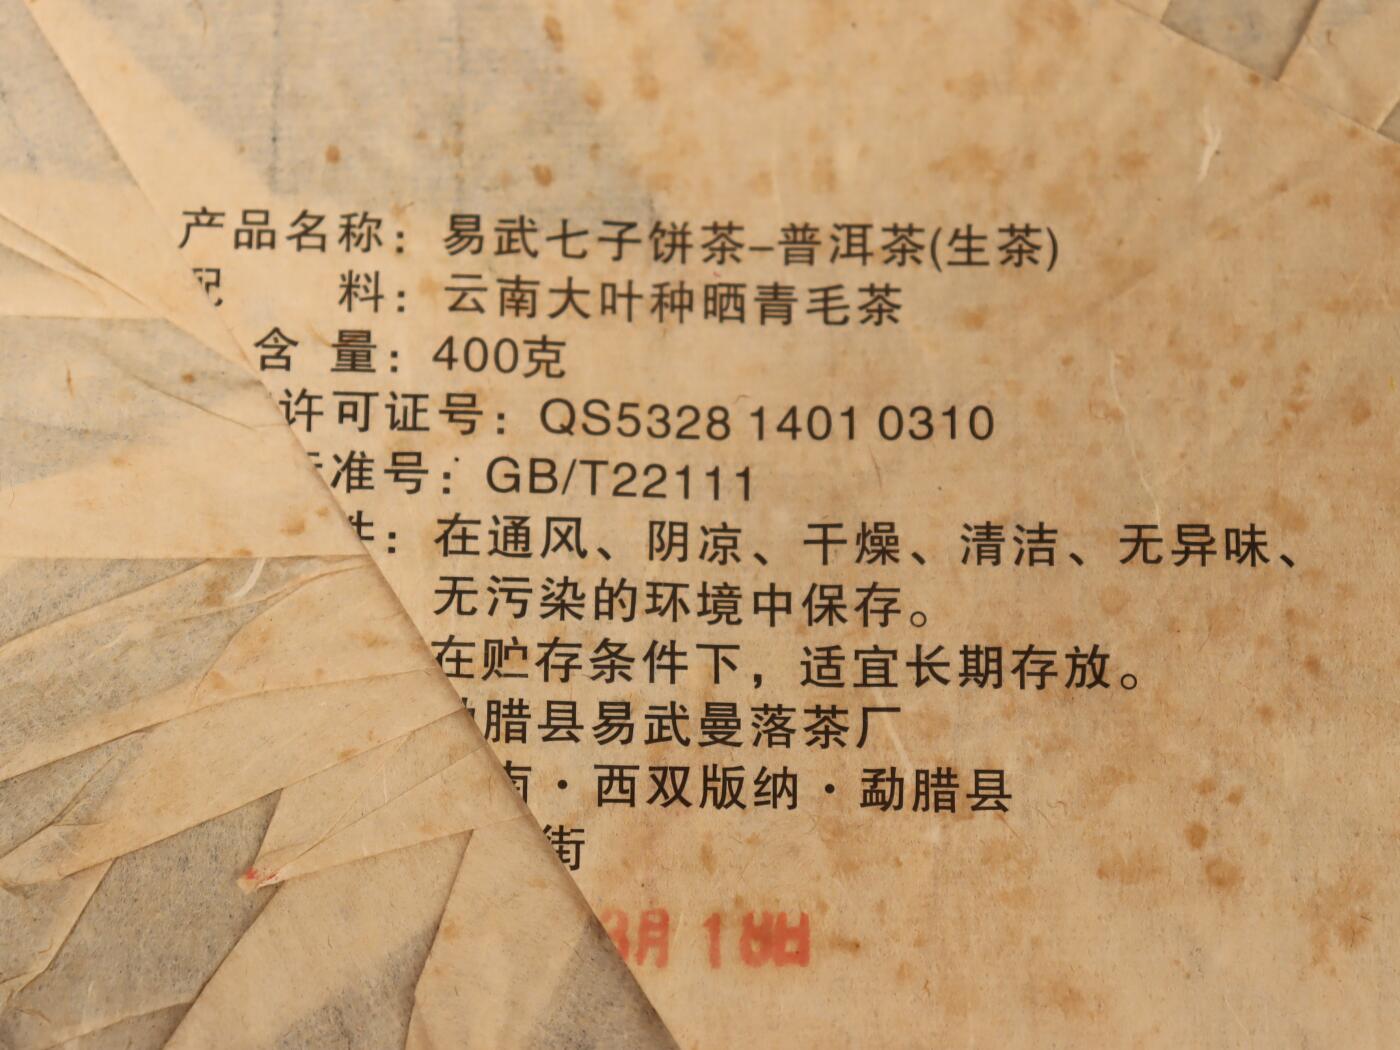 产品名称：易武七子饼茶–普洱茶(生茶)
配 料：云南大叶种晒青毛茶
含 量：400克
许可证号：QS5328 1401 0310
准号：GB/T22111
件：在通风、阴凉、干燥、清洁、无异味、
无污染的环境中保存。
在贮存条件下，适宜长期存放。
腊县易武曼落茶厂
南·西双版纳·勐腊县
街
月 1